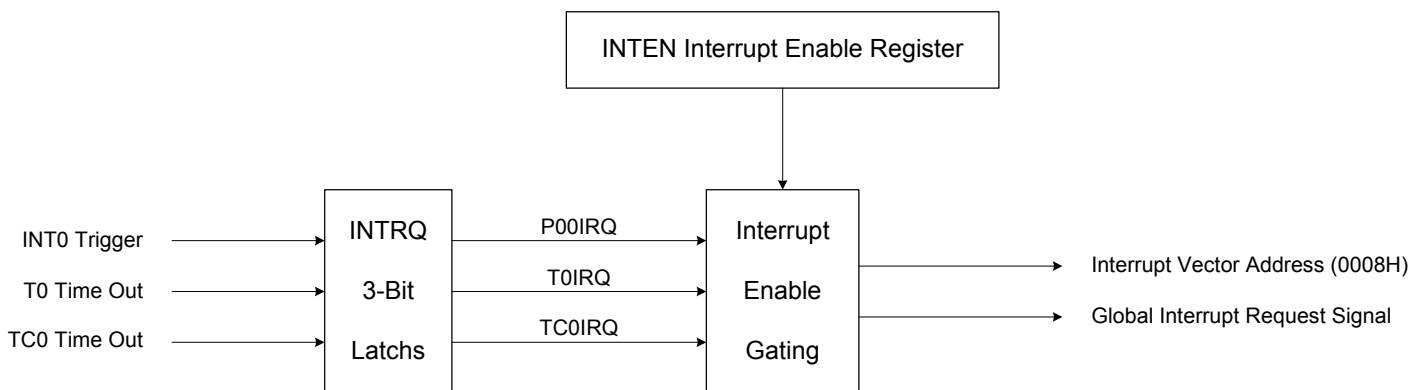 INTEN Interrupt Enable Register
INT0 Trigger
T0 Time Out
TC0 Time Out
INTRQ
3-Bit
Latchs
P00IRQ
T0IRQ
TC0IRQ
Interrupt
Enable
Gating
Interrupt Vector Address (0008H)
Global Interrupt Request Signal